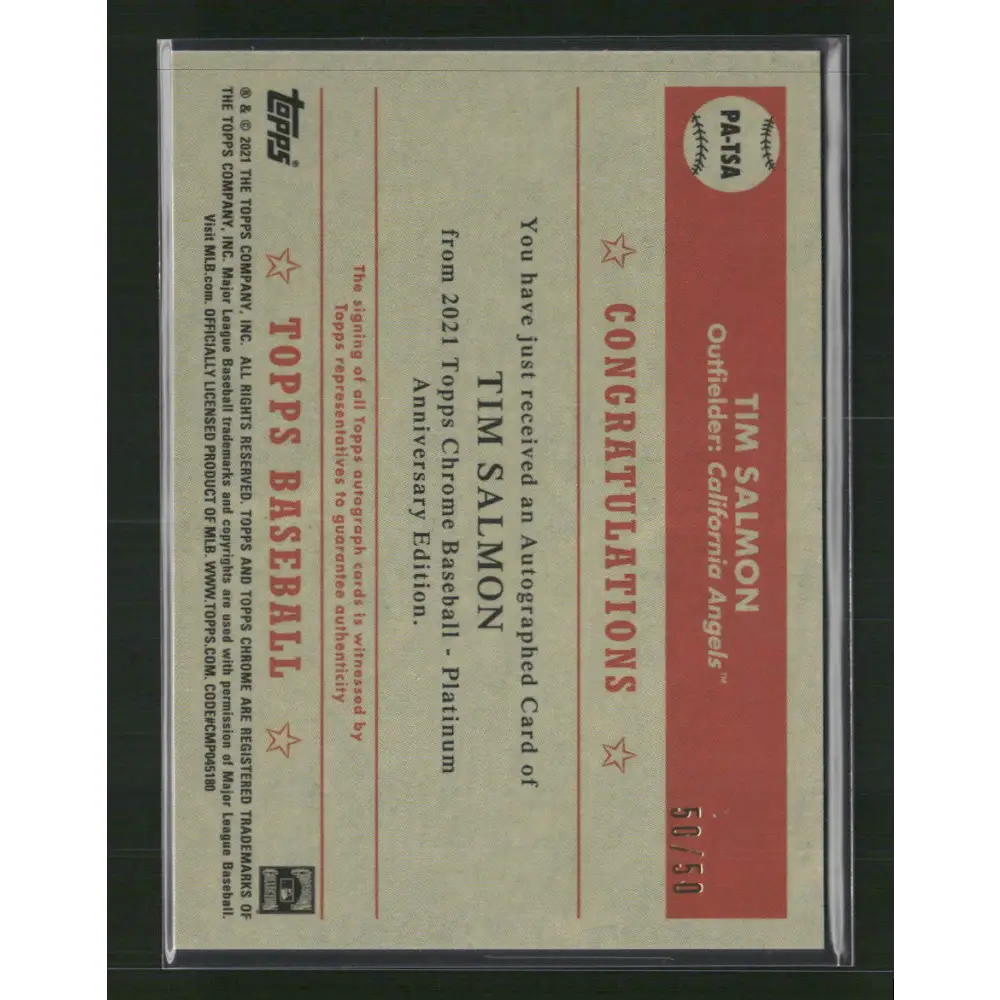 PA-TSA
TIM SALMON
Outfielder: California Angels™
50/50
CONGRATULATIONS
You have just received an Autographed Card of
TIM SALMON
from 2021 Topps Chrome Baseball - Platinum
Anniversary Edition.
The signing of all Topps autograph cards is witnessed by
Topps representatives to guarantee authenticity
TOPPS BASEBALL
topps®
® & © 2021 THE TOPPS COMPANY, INC. ALL RIGHTS RESERVED. TOPPS AND TOPPS CHROME ARE REGISTERED TRADEMARKS OF
THE TOPPS COMPANY, INC. Major League Baseball trademarks and copyrights are used with permission of Major League Baseball.
Visit MLB.com. OFFICIALLY LICENSED PRODUCT OF MLB. WWW.TOPPS.COM. CODE#CMP045180
COOPERSTOWN
COLLECTION